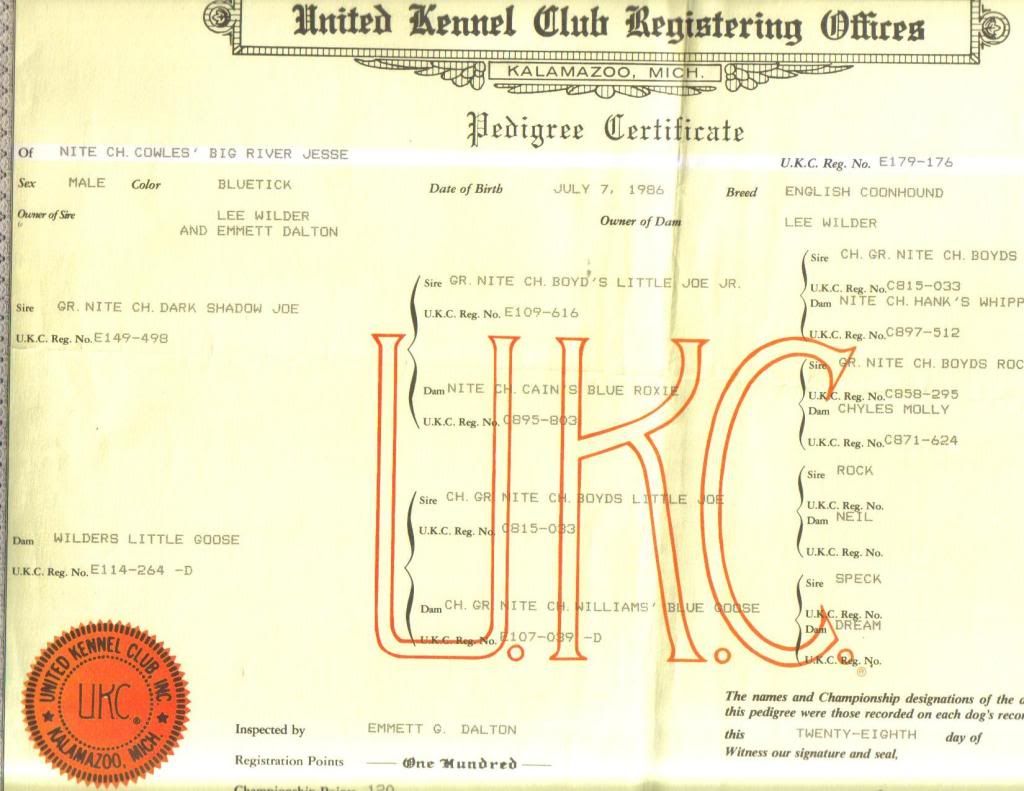 United Kennel Club Registering Offices
KALAMAZOO, MICH.
Pedigree Certificate
Of NITE CH. COWLES' BIG RIVER JESSE
U.K.C. Reg. No. E179-176
Sex MALE Color BLUETICK Date of Birth JULY 7, 1986 Breed ENGLISH COONHOUND
Owner of Sire LEE WILDER AND EMMETT DALTON
Owner of Dam LEE WILDER
Sire GR. NITE CH. DARK SHADOW JOE
U.K.C. Reg. No. E149-498
Sire GR. NITE CH. BOYD'S LITTLE JOE JR.
U.K.C. Reg. No. E109-616
Dam NITE CH. CAIN'S BLUE ROXIE
U.K.C. Reg. No. C895-803
Sire CH. GR. NITE CH. BOYDS
U.K.C. Reg. No. C815-033
Dam NITE CH. HANK'S WHIPP
U.K.C. Reg. No. C897-512
Sire GR. NITE CH. BOYDS ROC
U.K.C. Reg. No. C858-295
Dam CHYLES MOLLY
U.K.C. Reg. No. C871-624
U.K.C.®
Dam WILDERS LITTLE GOOSE
U.K.C. Reg. No. E114-264 -D
Sire CH. GR. NITE CH. BOYDS LITTLE JOE
U.K.C. Reg. No. C815-033
Dam CH. GR. NITE CH. WILLIAMS' BLUE GOOSE
U.K.C. Reg. No. E107-039 -D
Sire ROCK
U.K.C. Reg. No.
Dam NEIL
U.K.C. Reg. No.
Sire SPECK
U.K.C. Reg. No.
Dam DREAM
U.K.C. Reg. No.
UNITED KENNEL CLUB, INC
UKC®
KALAMAZOO, MICH.
Inspected by EMMETT G. DALTON
Registration Points One Hundred
Championship Points 120
The names and Championship designations of the d
this pedigree were those recorded on each dog's recor
this TWENTY-EIGHTH day of
Witness our signature and seal,